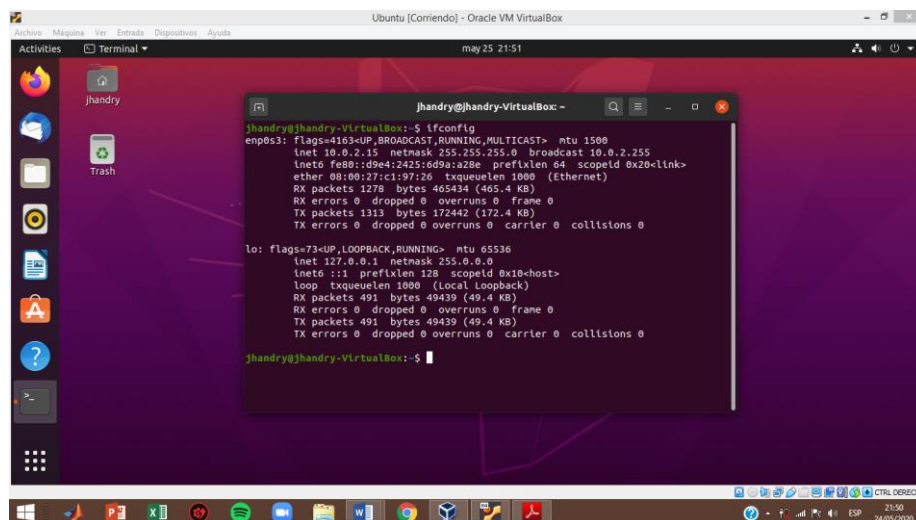 Ubuntu [Corriendo] - Oracle VM VirtualBox
Archivo Máquina Ver Entrada Dispositivos Ayuda
Activities Terminal may 25 21:51
jhandry
Trash
jhandry@jhandry-VirtualBox: ~
jhandry@jhandry-VirtualBox:~$ ifconfig
enp0s3: flags=4163<UP,BROADCAST,RUNNING,MULTICAST> mtu 1500
inet 10.0.2.15 netmask 255.255.255.0 broadcast 10.0.2.255
inet6 fe80::d9e4:2425:6d9a:a28e prefixlen 64 scopeid 0x20<link>
ether 08:00:27:c1:97:26 txqueuelen 1000 (Ethernet)
RX packets 1278 bytes 465434 (465.4 KB)
RX errors 0 dropped 0 overruns 0 frame 0
TX packets 1313 bytes 172442 (172.4 KB)
TX errors 0 dropped 0 overruns 0 carrier 0 collisions 0
lo: flags=73<UP,LOOPBACK,RUNNING> mtu 65536
inet 127.0.0.1 netmask 255.0.0.0
inet6 ::1 prefixlen 128 scopeid 0x10<host>
loop txqueuelen 1000 (Local Loopback)
RX packets 491 bytes 49439 (49.4 KB)
RX errors 0 dropped 0 overruns 0 frame 0
TX packets 491 bytes 49439 (49.4 KB)
TX errors 0 dropped 0 overruns 0 carrier 0 collisions 0
jhandry@jhandry-VirtualBox:~$
CTRL DEREC
ESP 21:50
24/05/2020